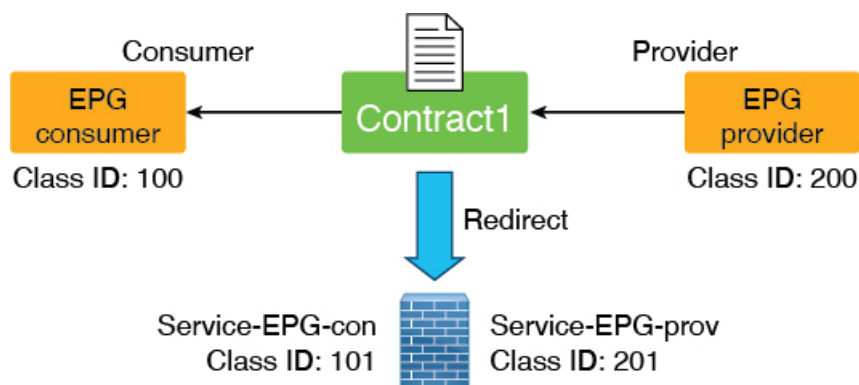 Consumer
Provider
EPG
consumer
Contract1
EPG
provider
Class ID: 100
Class ID: 200
Redirect
Service-EPG-con
Class ID: 101
Service-EPG-prov
Class ID: 201